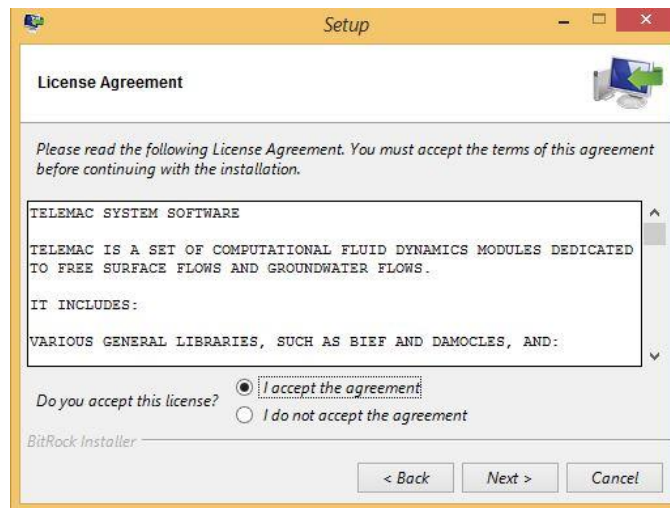 Setup
License Agreement
Please read the following License Agreement. You must accept the terms of this agreement
before continuing with the installation.
TELEMAC SYSTEM SOFTWARE
TELEMAC IS A SET OF COMPUTATIONAL FLUID DYNAMICS MODULES DEDICATED
TO FREE SURFACE FLOWS AND GROUNDWATER FLOWS.
IT INCLUDES:
VARIOUS GENERAL LIBRARIES, SUCH AS BIEF AND DAMOCLES, AND:
Do you accept this license?
I accept the agreement
I do not accept the agreement
BitRock Installer
< Back Next > Cancel